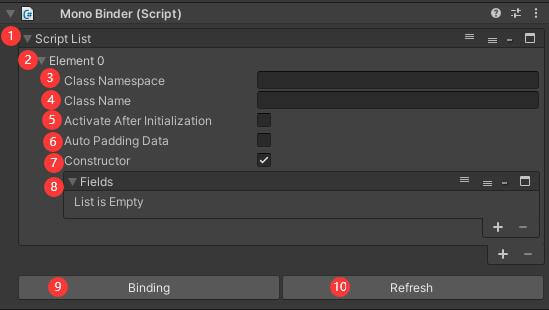 Mono Binder (Script)
1 Script List
2 Element 0
3 Class Namespace
4 Class Name
5 Activate After Initialization
6 Auto Padding Data
7 Constructor
8 Fields
List is Empty
9 Binding 10 Refresh